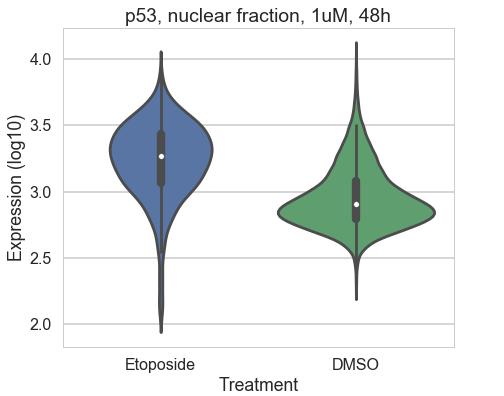 p53, nuclear fraction, 1uM, 48h
Expression (log10)
4.0
3.5
3.0
2.5
2.0
Etoposide
DMSO
Treatment